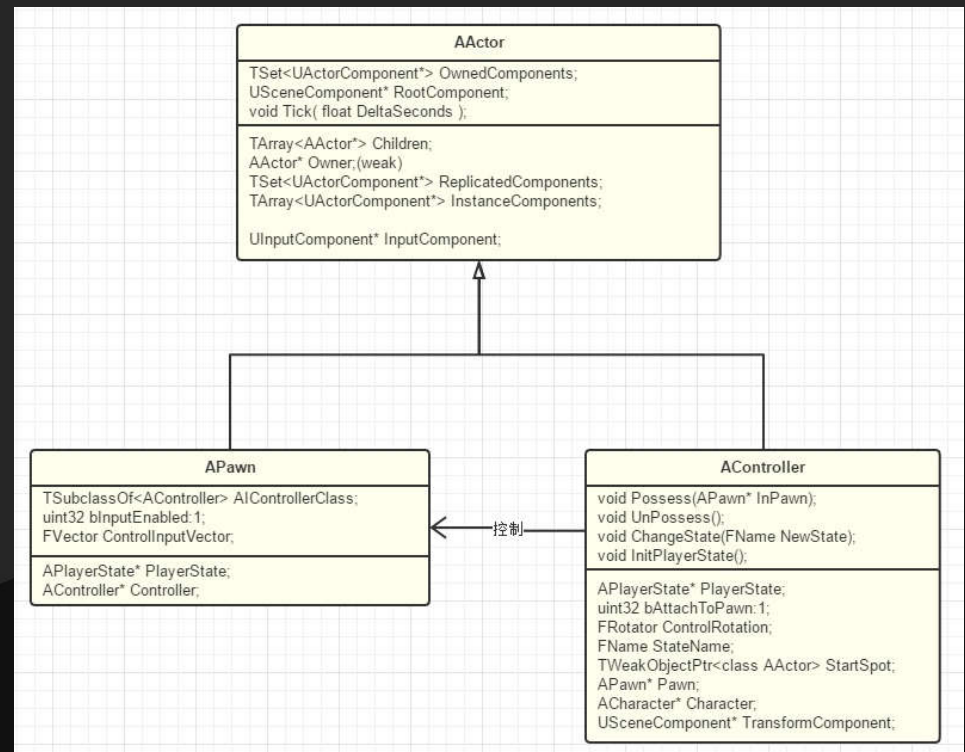 AActor
TSet<UActorComponent*> OwnedComponents;
USceneComponent* RootComponent;
void Tick( float DeltaSeconds );
TArray<AActor*> Children;
AActor* Owner;(weak)
TSet<UActorComponent*> ReplicatedComponents;
TArray<UActorComponent*> InstanceComponents;
UInputComponent* InputComponent;
APawn
TSubclassOf<AController> AIControllerClass;
uint32 bInputEnabled:1;
FVector ControlInputVector;
APlayerState* PlayerState;
AController* Controller;
控制
AController
void Possess(APawn* InPawn);
void UnPossess();
void ChangeState(FName NewState);
void InitPlayerState();
APlayerState* PlayerState;
uint32 bAttachToPawn:1;
FRotator ControlRotation;
FName StateName;
TWeakObjectPtr<class AActor> StartSpot;
APawn* Pawn;
ACharacter* Character;
USceneComponent* TransformComponent;